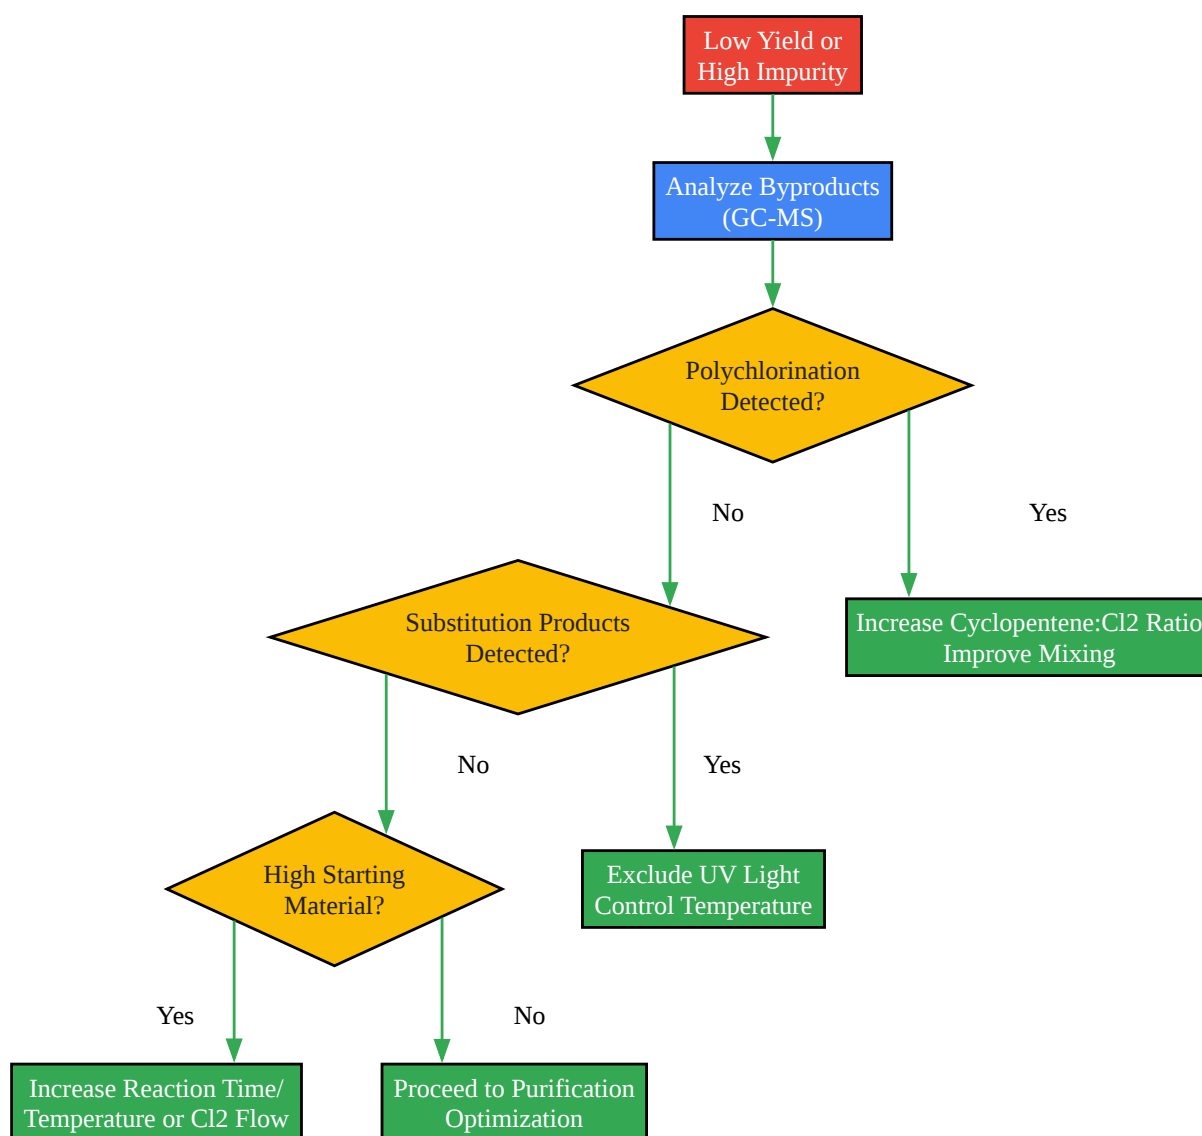 Low Yield or
High Impurity
Analyze Byproducts
(GC-MS)
Polychlorination
Detected?
No
Yes
Substitution Products
Detected?
Increase Cyclopentene:Cl2 Ratio
Improve Mixing
No
Yes
High Starting
Material?
Exclude UV Light
Control Temperature
Yes
No
Increase Reaction Time/
Temperature or Cl2 Flow
Proceed to Purification
Optimization